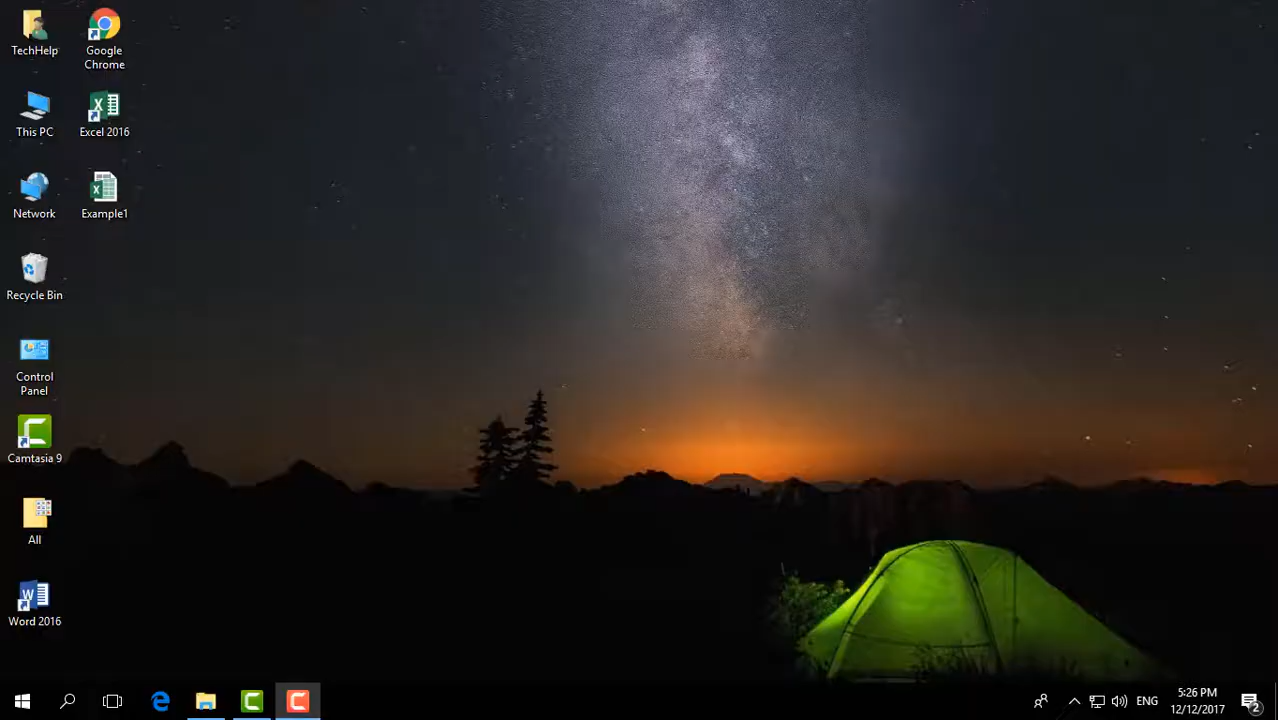 TechHelp
Google
Chrome
This PC
Excel 2016
Network
Example1
Recycle Bin
Control
Panel
Camtasia 9
All
Word 2016
ENG
5:26 PM
12/12/2017
2